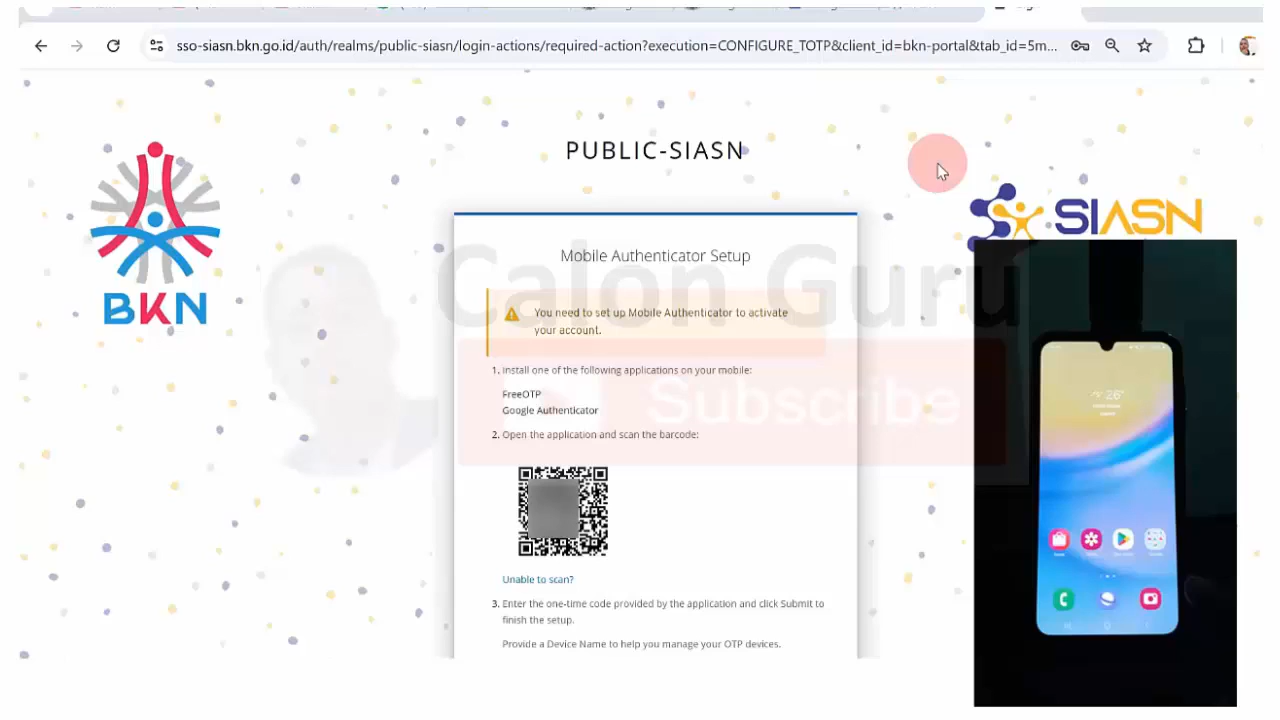 sso-siasn.bkn.go.id/auth/realms/public-siasn/login-actions/required-action?execution=CONFIGURE_TOTP&client_id=bkn-portal&tab_id=5m...
PUBLIC-SIASN
BKN
SIASN
Mobile Authenticator Setup
Calon Guru
You need to set up Mobile Authenticator to activate
your account.
1. Install one of the following applications on your mobile:
FreeOTP
Google Authenticator
Subscribe
2. Open the application and scan the barcode:
Unable to scan?
3. Enter the one-time code provided by the application and click Submit to
finish the setup.
Provide a Device Name to help you manage your OTP devices.
26°